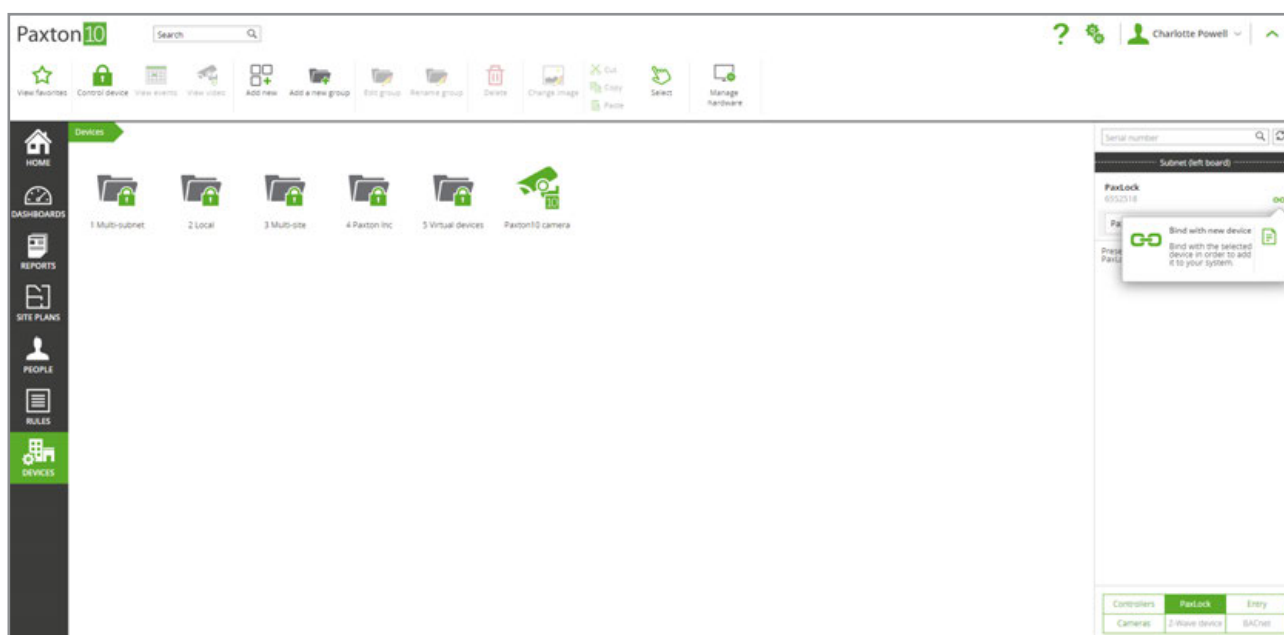 Paxton10
Search
Charlotte Powell
View favorites
Control device
View events
View video
Add new
Add a new group
Edit group
Rename group
Delete
Change image
Cut
Copy
Paste
Select
Manage
hardware
HOME
DASHBOARDS
REPORTS
SITE PLANS
PEOPLE
RULES
DEVICES
Devices
1 Multi-subnet
2 Local
3 Multi-site
4 Paxton Inc
5 Virtual devices
10
Paxton10 camera
Serial number
Subnet (left board)
PaxLock
6552518
Bind with new device
Bind with the selected
device in order to add
it to your system.
Controllers
PaxLock
Entry
Cameras
Z-Wave device
BACnet